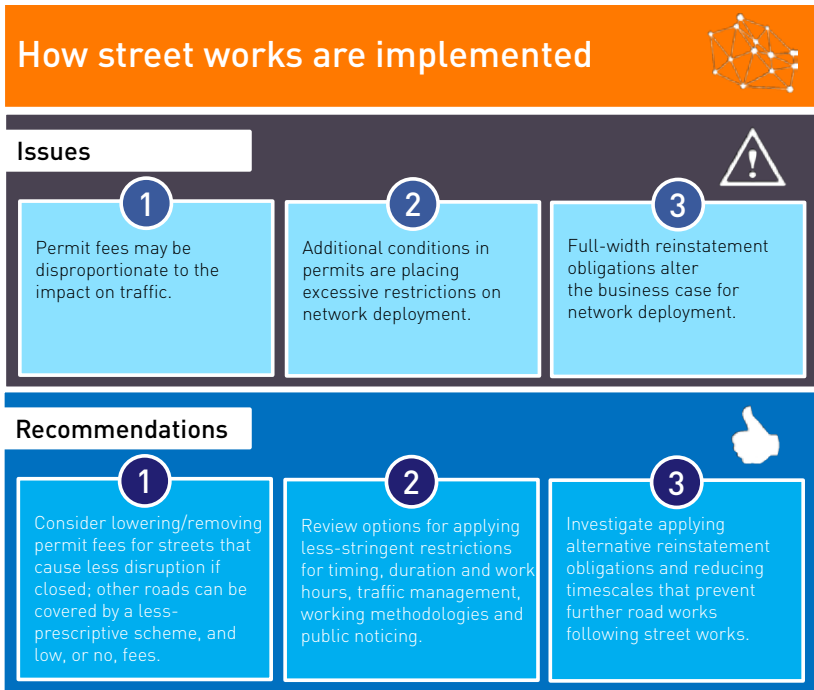 How street works are implemented
Issues
1
Permit fees may be
disproportionate to the
impact on traffic.
2
Additional conditions in
permits are placing
excessive restrictions on
network deployment.
3
Full-width reinstatement
obligations alter
the business case for
network deployment.
Recommendations
1
Consider lowering/removing
permit fees for streets that
cause less disruption if
closed; other roads can be
covered by a less-
prescriptive scheme, and
low, or no, fees.
2
Review options for applying
less-stringent restrictions
for timing, duration and work
hours, traffic management,
working methodologies and
public noticing.
3
Investigate applying
alternative reinstatement
obligations and reducing
timescales that prevent
further road works
following street works.